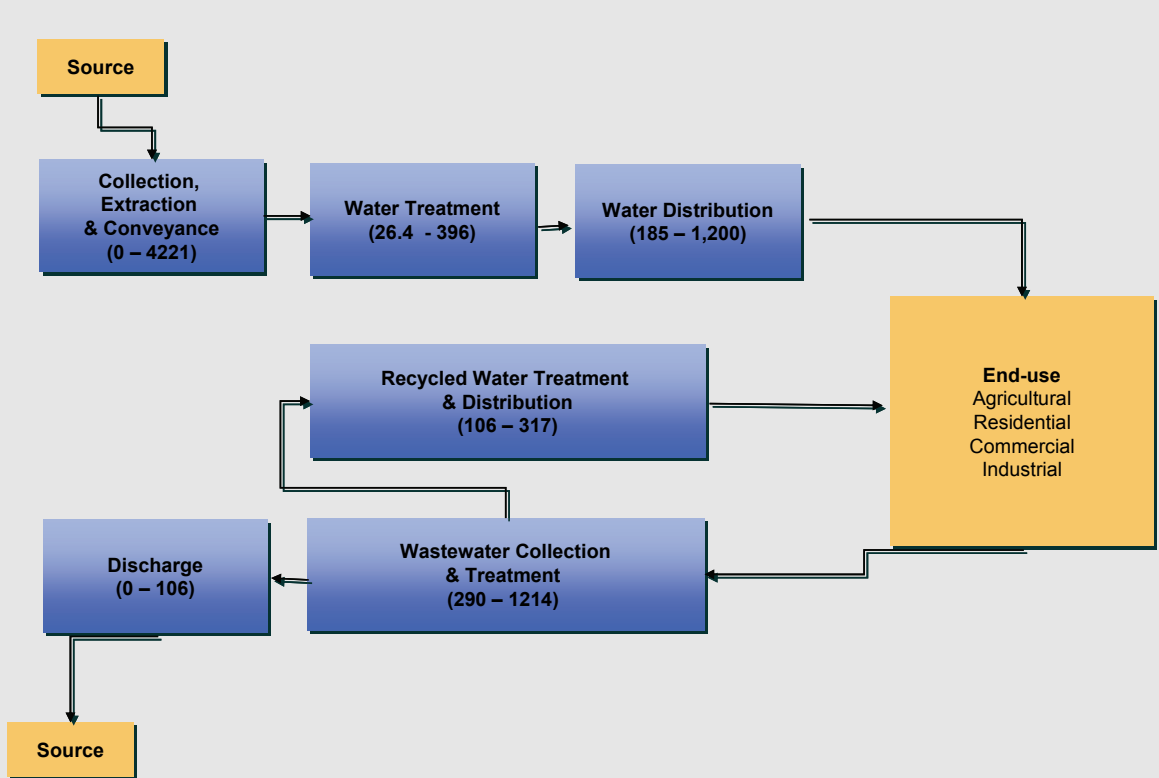 Source
Collection,
Extraction
& Conveyance
(0 – 4221)
Water Treatment
(26.4 - 396)
Water Distribution
(185 – 1,200)
End-use
Agricultural
Residential
Commercial
Industrial
Recycled Water Treatment
& Distribution
(106 – 317)
Wastewater Collection
& Treatment
(290 – 1214)
Discharge
(0 – 106)
Source